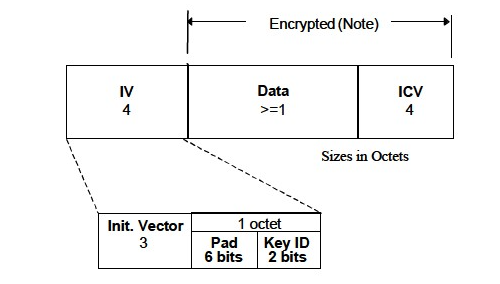 Encrypted (Note)
IV
4
Data
>=1
ICV
4
Sizes in Octets
Init. Vector
3
1 octet
Pad
6 bits
Key ID
2 bits